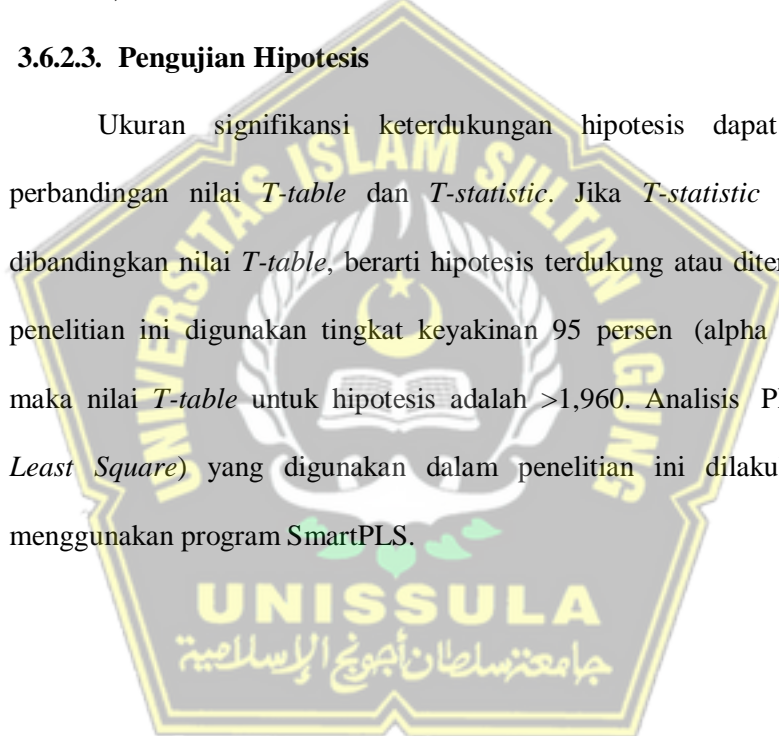 3.6.2.3. Pengujian Hipotesis
Ukuran signifikansi keterdukungan hipotesis dapat
perbandingan nilai T-table dan T-statistic. Jika T-statistic
dibandingkan nilai T-table, berarti hipotesis terdukung atau diter
penelitian ini digunakan tingkat keyakinan 95 persen (alpha
maka nilai T-table untuk hipotesis adalah >1,960. Analisis P
Least Square) yang digunakan dalam penelitian ini dilaku
menggunakan program SmartPLS.
UNIVERSITAS ISLAM SULTAN AGUNG
UNISSULA
جامعة سلطان أجونج الإسلامية